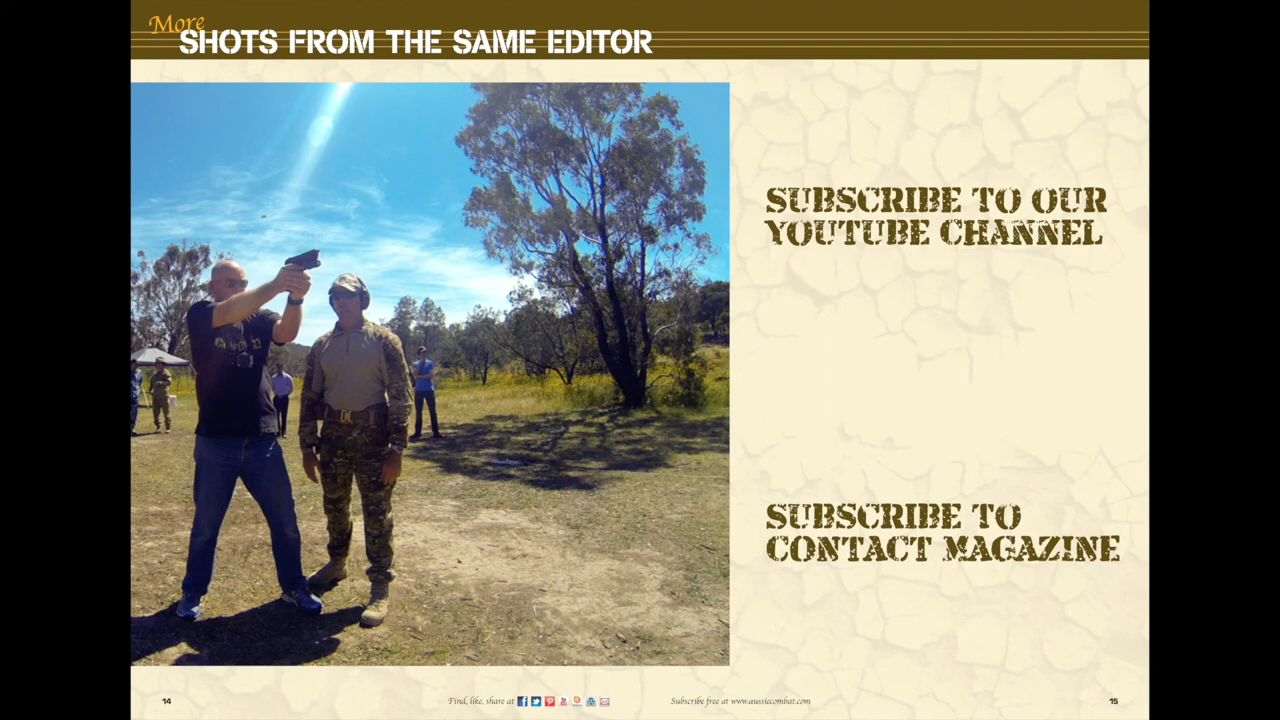 More
SHOTS FROM THE SAME EDITOR
SUBSCRIBE TO OUR
YOUTUBE CHANNEL
SUBSCRIBE TO
CONTACT MAGAZINE
14
Find, like, share at
Subscribe free at www.aussiecombat.com
15